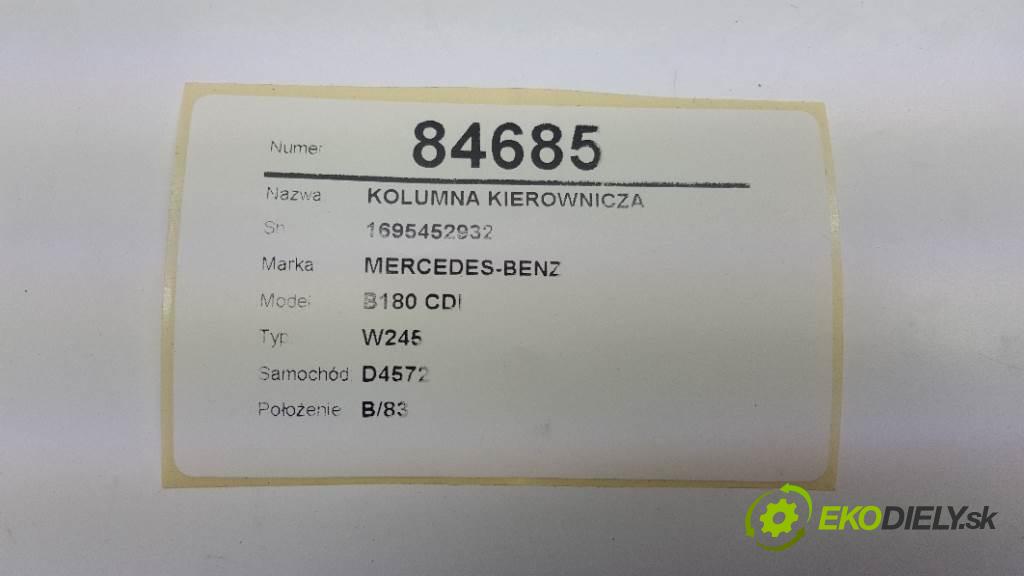 Numer 84685
Nazwa KOLUMNA KIEROWNICZA
Sn 1695452932
Marka MERCEDES-BENZ
Model B180 CDI
Typ W245
Samochód D4572
Położenie B/83
EKODIELY.sk